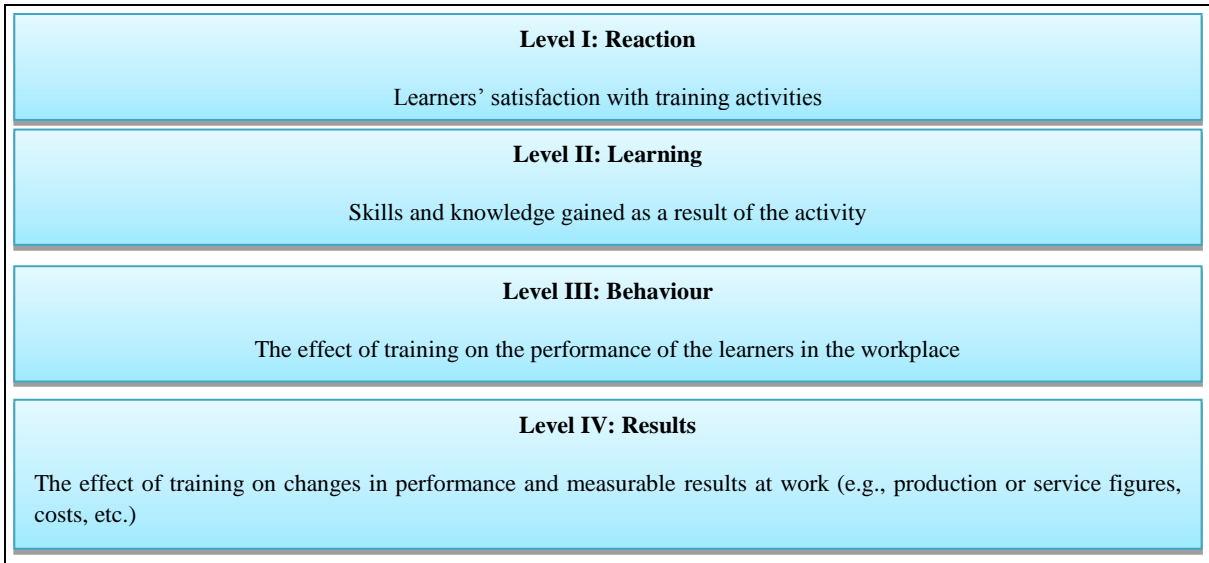 Level I: Reaction
Learners’ satisfaction with training activities
Level II: Learning
Skills and knowledge gained as a result of the activity
Level III: Behaviour
The effect of training on the performance of the learners in the workplace
Level IV: Results
The effect of training on changes in performance and measurable results at work (e.g., production or service figures,
costs, etc.)